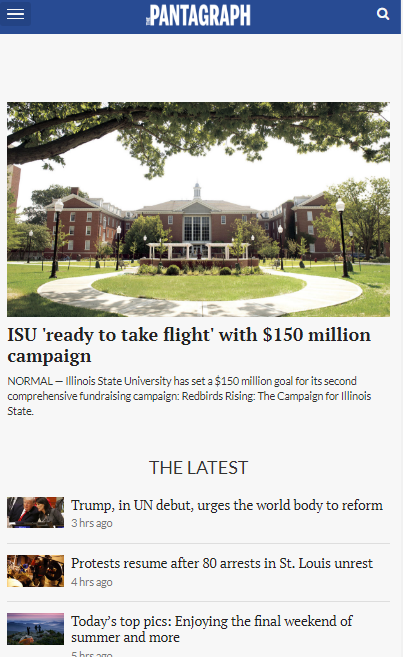 THE PANTAGRAPH
ISU 'ready to take flight' with $150 million
campaign
NORMAL — Illinois State University has set a $150 million goal for its second
comprehensive fundraising campaign: Redbirds Rising: The Campaign for Illinois
State.
THE LATEST
Trump, in UN debut, urges the world body to reform
3 hrs ago
Protests resume after 80 arrests in St. Louis unrest
4 hrs ago
Today's top pics: Enjoying the final weekend of
summer and more
5 hrs ago